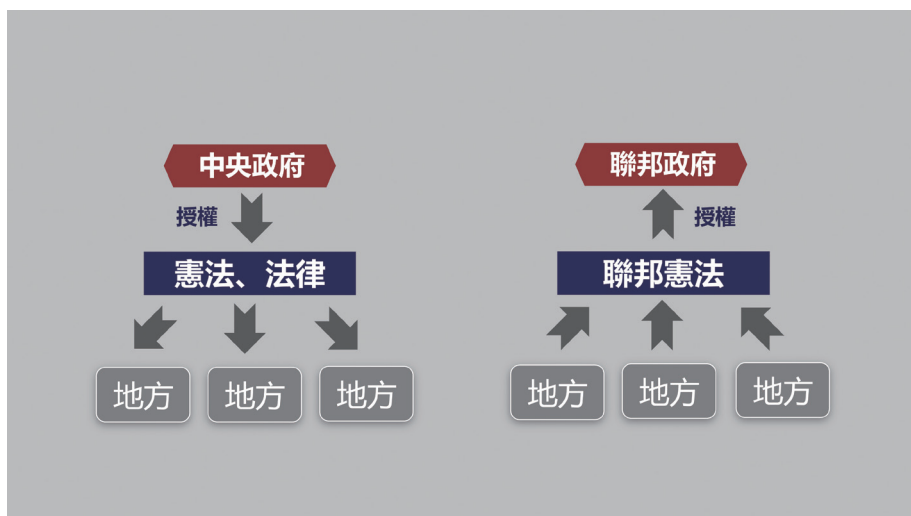 中央政府
授權
憲法、法律
地方
地方
地方
聯邦政府
授權
聯邦憲法
地方
地方
地方